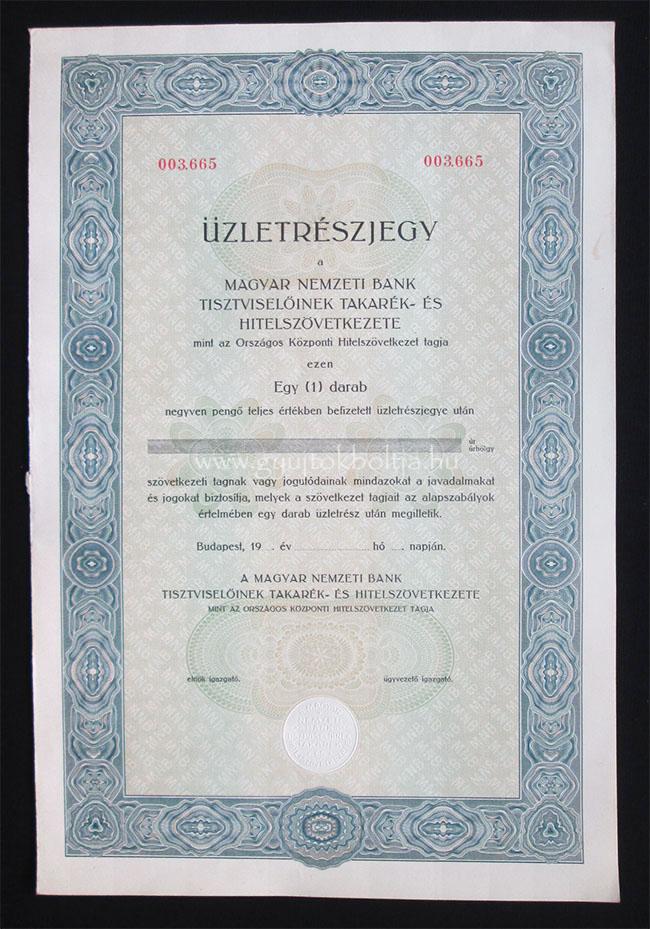 003.665 003.665
ÜZLETRÉSZJEGY
a
MAGYAR NEMZETI BANK
TISZTVISELŐINEK TAKARÉK- ÉS
HITELSZÖVETKEZETE
mint az Országos Központi Hitelszövetkezet tagja
ezen
Egy (1) darab
negyven pengő teljes értékben befizetett üzletrészjegye után
úr
úrhölgy
www.gyujtokboltja.hu
szövetkezeti tagnak vagy jogutódainak mindazokat a javadalmakat
és jogokat biztosítja, melyek a szövetkezet tagjait az alapszabályok
értelmében egy darab üzletrész után megilletik.
Budapest, 19 . év hó . napján.
A MAGYAR NEMZETI BANK
TISZTVISELŐINEK TAKARÉK- ÉS HITELSZÖVETKEZETE
MINT AZ ORSZÁGOS KÖZPONTI HITELSZÖVETKEZET TAGJA
elnök igazgató. ügyvezető igazgató.